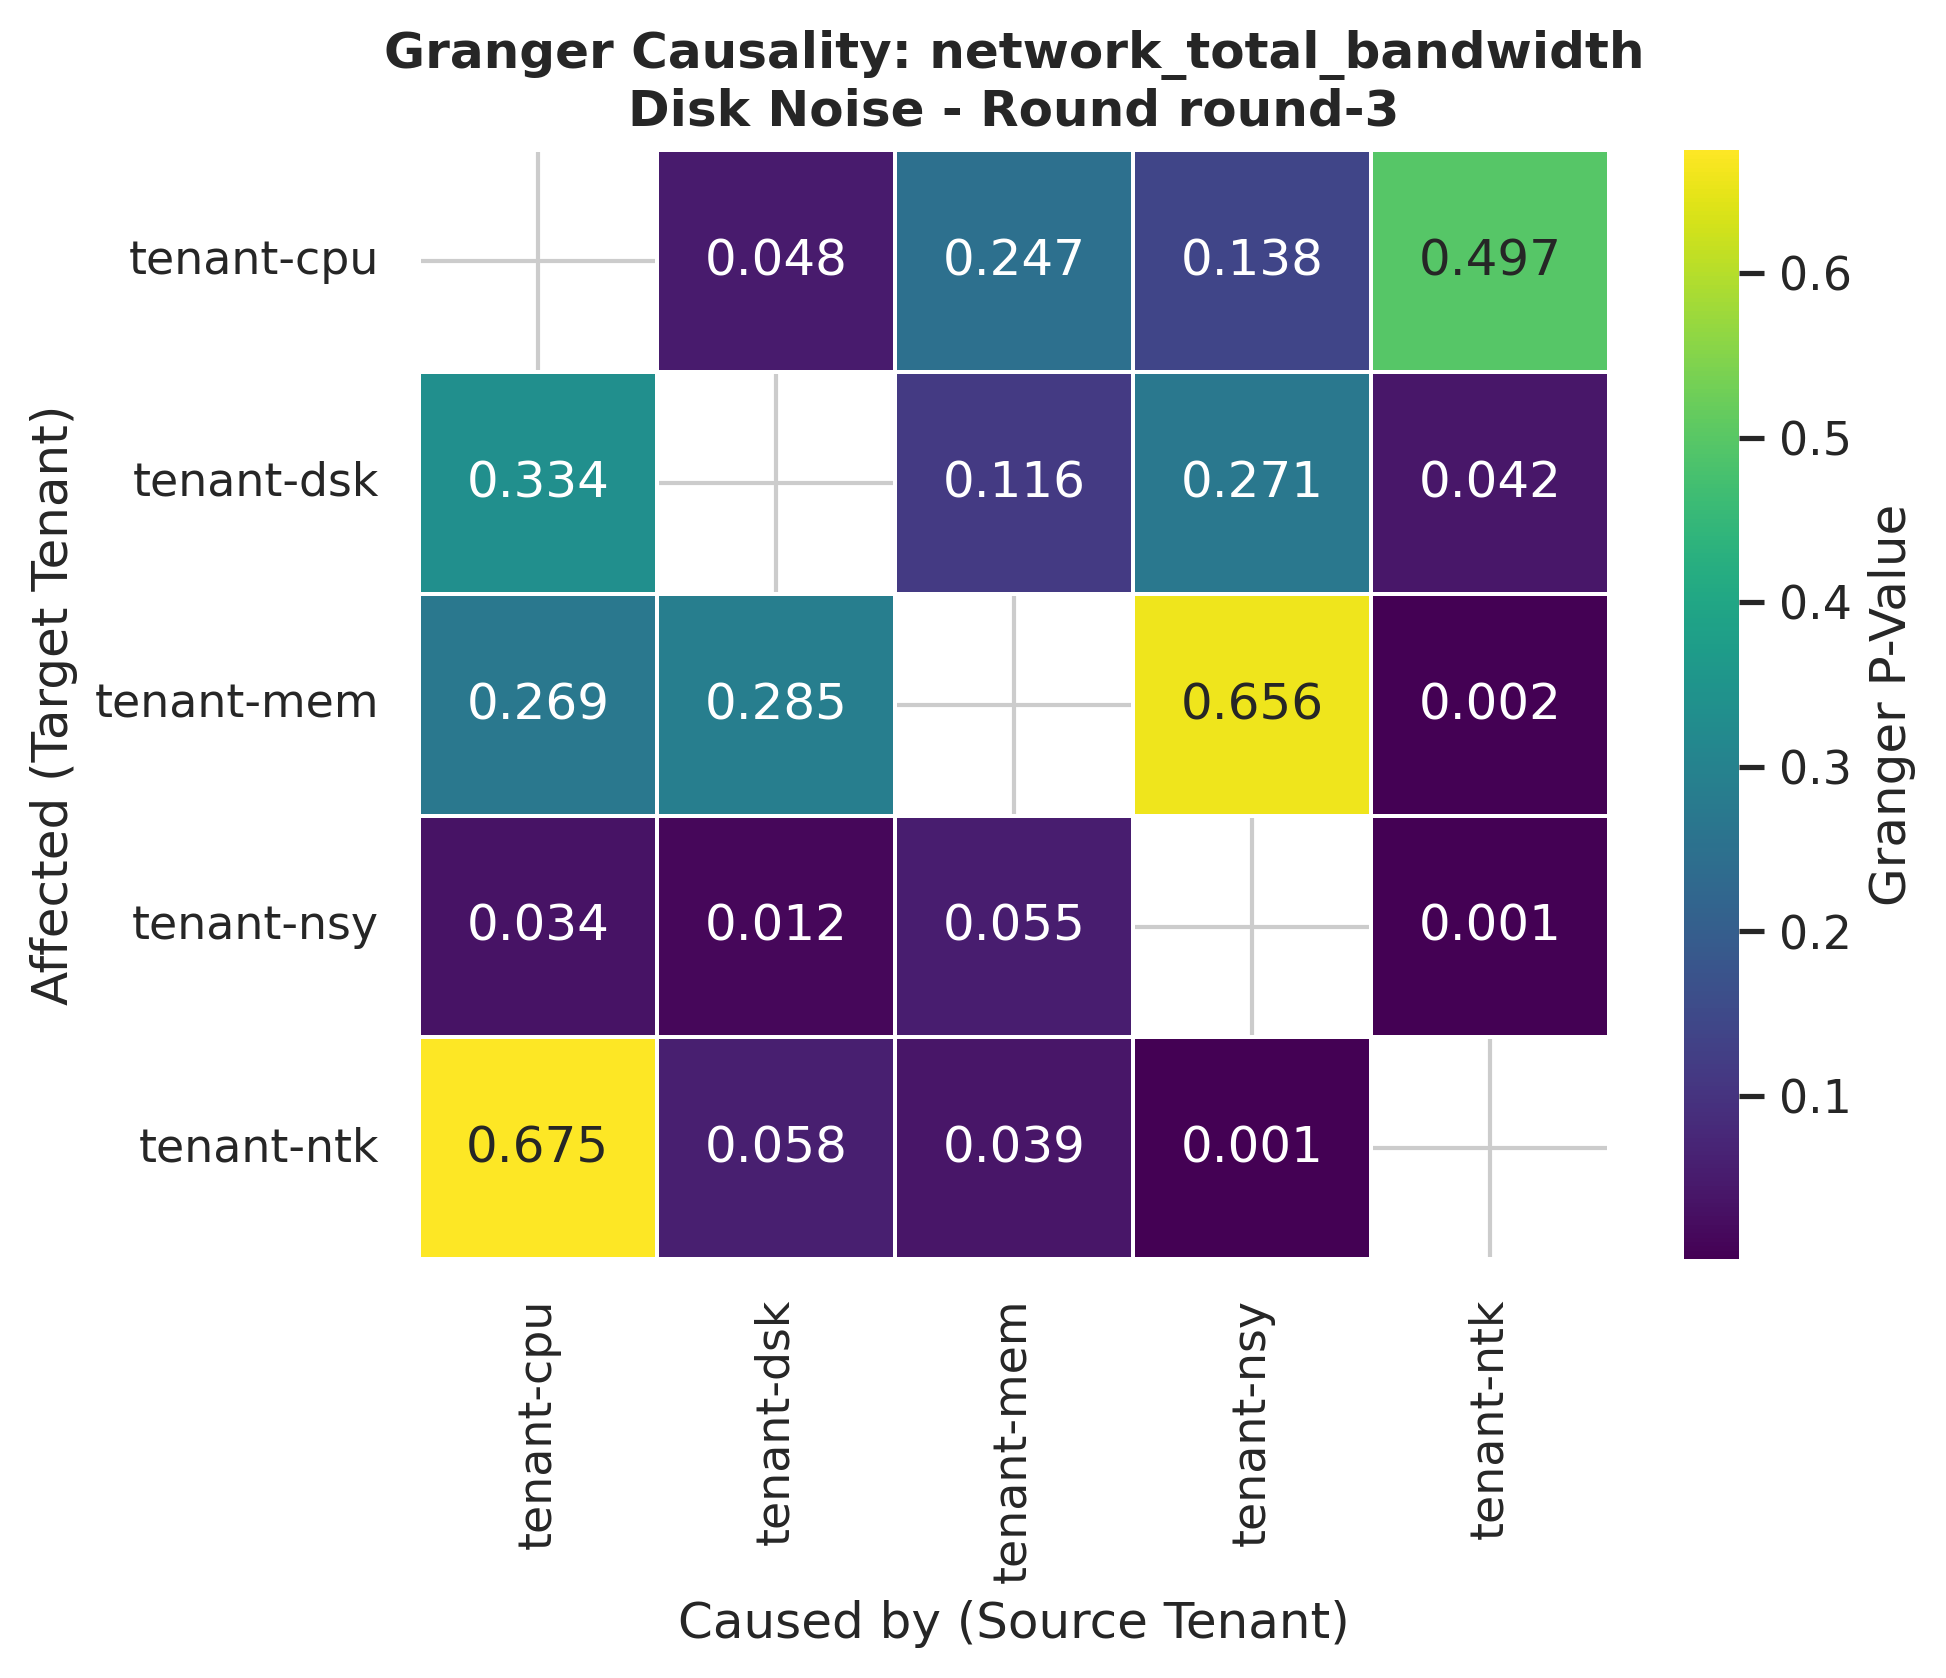 Granger Causality: network_total_bandwidth
Disk Noise - Round round-3
Affected (Target Tenant)
tenant-cpu 0.048 0.247 0.138 0.497
tenant-dsk 0.334 0.116 0.271 0.042
tenant-mem 0.269 0.285 0.656 0.002
tenant-nsy 0.034 0.012 0.055 0.001
tenant-ntk 0.675 0.058 0.039 0.001
tenant-cpu
tenant-dsk
tenant-mem
tenant-nsy
tenant-ntk
Caused by (Source Tenant)
0.6
0.5
0.4
0.3
0.2
0.1
Granger P-Value